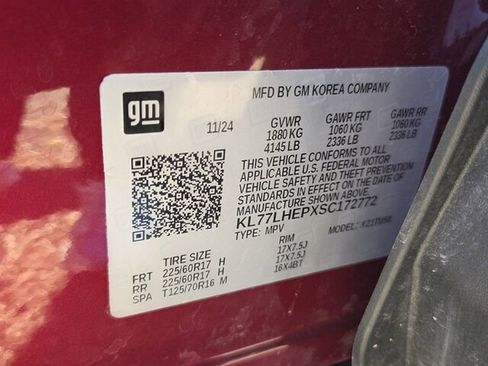 gm
MFD BY GM KOREA COMPANY
11/24 GVWR GAWR FRT GAWR RR
1880 KG 1060 KG 1060 KG
4145 LB 2336 LB 2336 LB
THIS VEHICLE CONFORMS TO ALL
APPLICABLE U.S. FEDERAL MOTOR
VEHICLE SAFETY AND THEFT
PREVENTION STANDARDS IN
EFFECT ON THE DATE OF
MANUFACTURE SHOWN ABOVE.
KL77LHEPXSC172772
TYPE: MPV MODEL:
TIRE SIZE RIM
FRT 225/60R17 H 17X7.5J
RR 225/60R17 H 17X7.5J
SPA T125/70R16 M 16X4BT